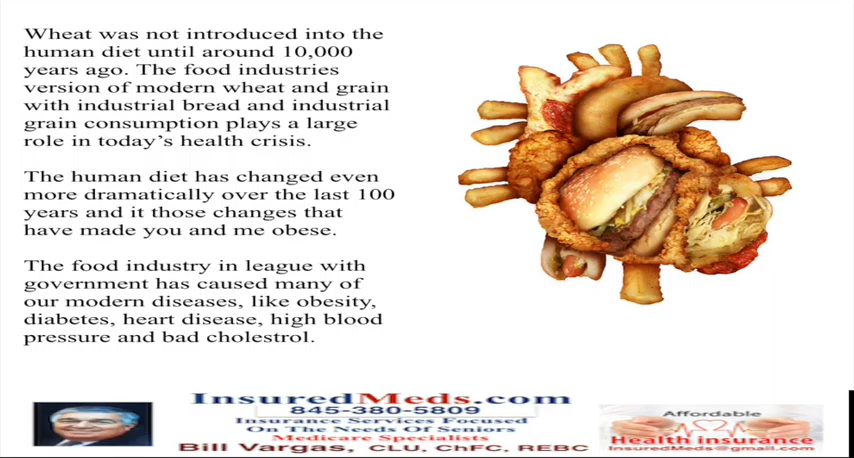 Wheat was not introduced into the
human diet until around 10,000
years ago. The food industries
version of modern wheat and grain
with industrial bread and industrial
grain consumption plays a large
role in today's health crisis.
The human diet has changed even
more dramatically over the last 100
years and it those changes that
have made you and me obese.
The food industry in league with
government has caused many of
our modern diseases, like obesity,
diabetes, heart disease, high blood
pressure and bad cholestrol.
InsuredMeds.com
845-380-5809
Insurance Services Focused
On The Needs Of Seniors
Medicare Specialists
Bill Vargas, CLU, ChFC, REBC
Affordable
Health insurance
InsuredMeds@gmail.com